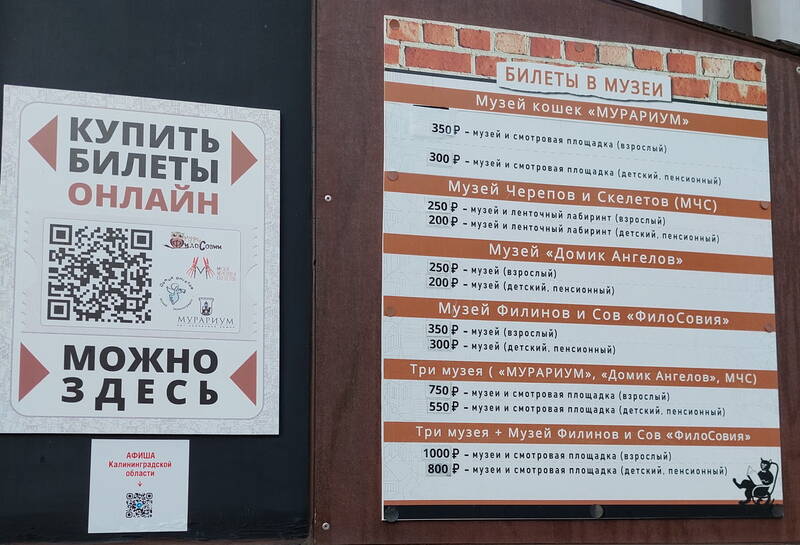 КУПИТЬ
БИЛЕТЫ
ОНЛАЙН
ФилоСовия
МУРАРИУМ
МОЖНО
ЗДЕСЬ
АФИША
Калининградской
области
БИЛЕТЫ В МУЗЕИ
Музей кошек «МУРАРИУМ»
350₽ – музей и смотровая площадка (взрослый)
300₽ – музей и смотровая площадка (детский, пенсионный)
Музей Черепов и Скелетов (МЧС)
250₽ – музей и ленточный лабиринт (взрослый)
200₽ – музей и ленточный лабиринт (детский, пенсионный)
Музей «Домик Ангелов»
250₽ – музей (взрослый)
200₽ – музей (детский, пенсионный)
Музей Филинов и Сов «ФилоСовия»
350₽ – музей (взрослый)
300₽ – музей (детский, пенсионный)
Три музея ( «МУРАРИУМ», «Домик Ангелов», МЧС)
750₽ – музеи и смотровая площадка (взрослый)
550₽ – музеи и смотровая площадка (детский, пенсионный)
Три музея + Музей Филинов и Сов «ФилоСовия»
1000₽ – музеи и смотровая площадка (взрослый)
800₽ – музеи и смотровая площадка (детский, пенсионный)